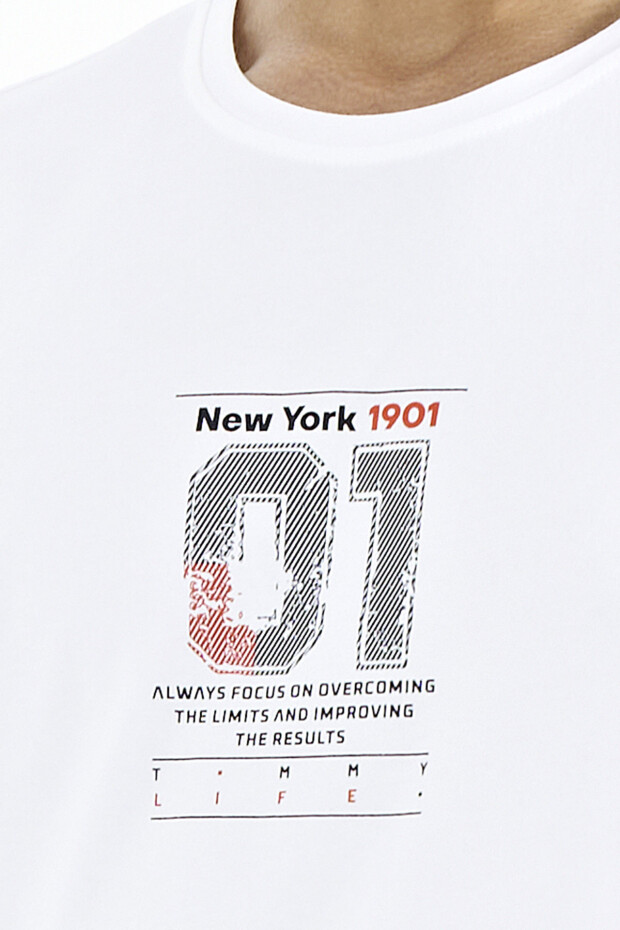 New York 1901
01
ALWAYS FOCUS ON OVERCOMING
THE LIMITS AND IMPROVING
THE RESULTS
T • M M Y
L I F E •